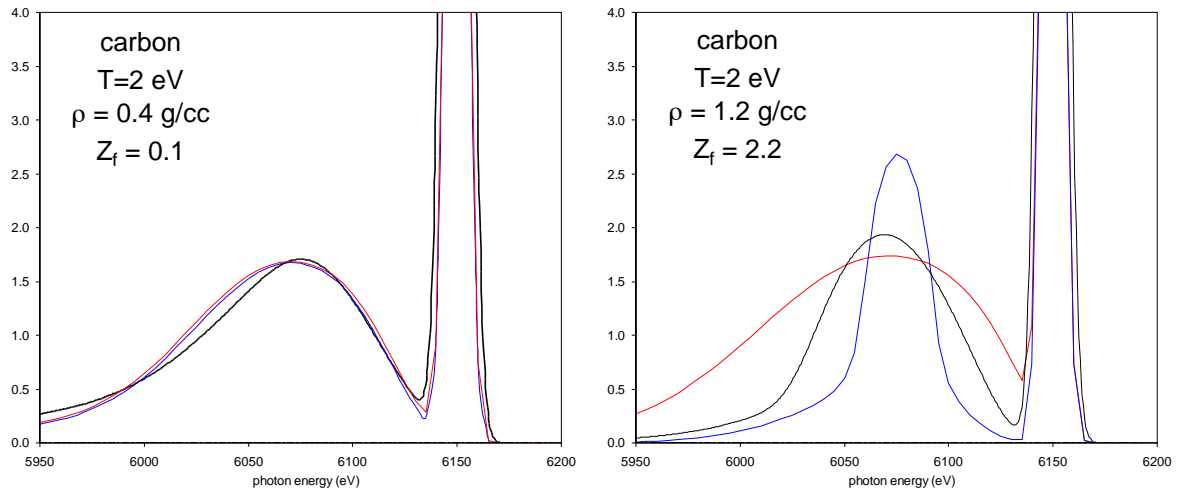 carbon
T=2 eV
ρ = 0.4 g/cc
Z_f = 0.1
4.0
3.5
3.0
2.5
2.0
1.5
1.0
0.5
0.0
5950 6000 6050 6100 6150 6200
photon energy (eV)
carbon
T=2 eV
ρ = 1.2 g/cc
Z_f = 2.2
4.0
3.5
3.0
2.5
2.0
1.5
1.0
0.5
0.0
5950 6000 6050 6100 6150 6200
photon energy (eV)